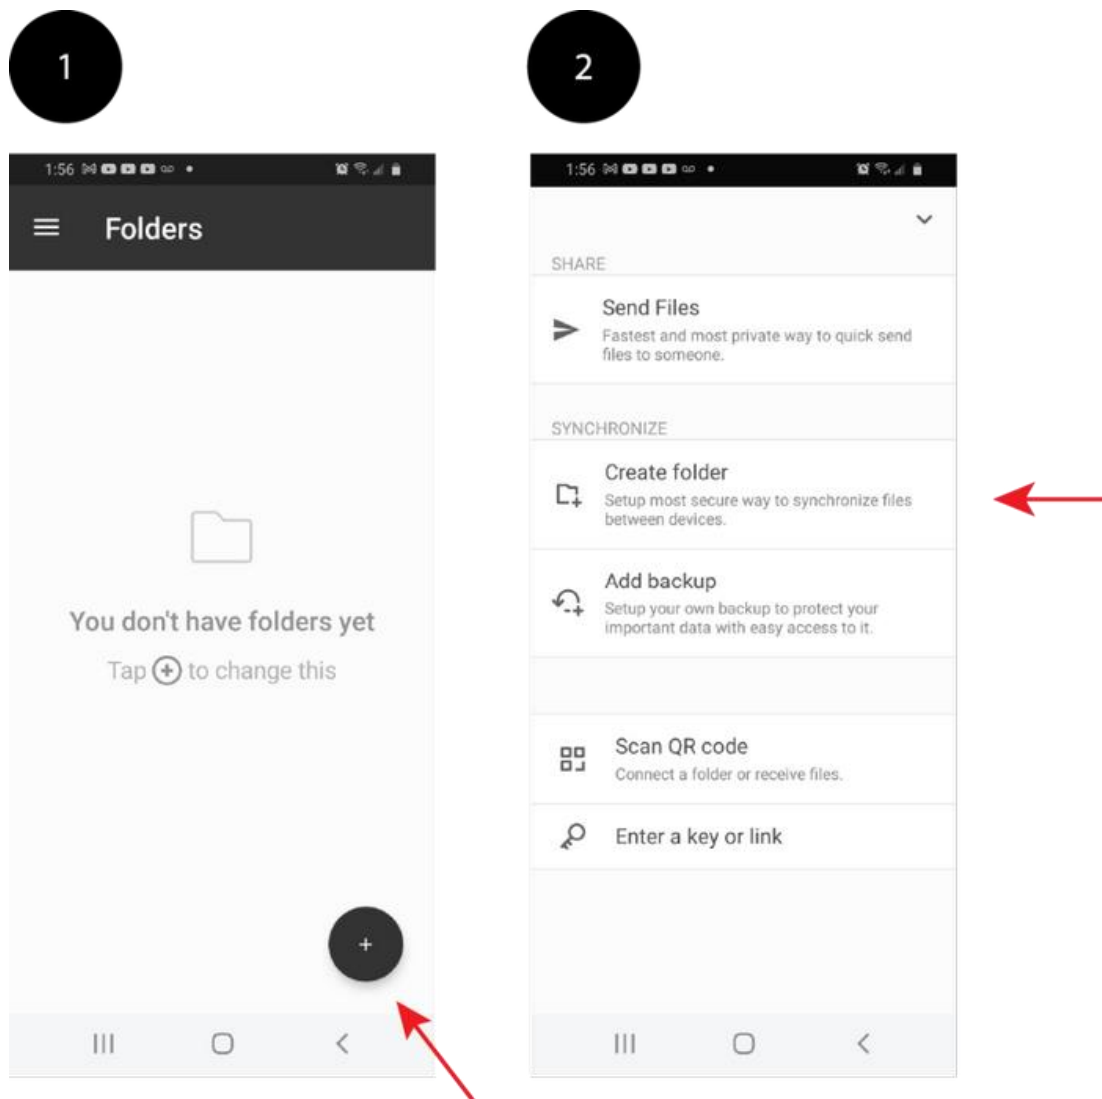 1
1:56
Folders
You don't have folders yet
Tap + to change this
+
2
1:56
SHARE
Send Files
Fastest and most private way to quick send
files to someone.
SYNCHRONIZE
Create folder
Setup most secure way to synchronize files
between devices.
Add backup
Setup your own backup to protect your
important data with easy access to it.
Scan QR code
Connect a folder or receive files.
Enter a key or link